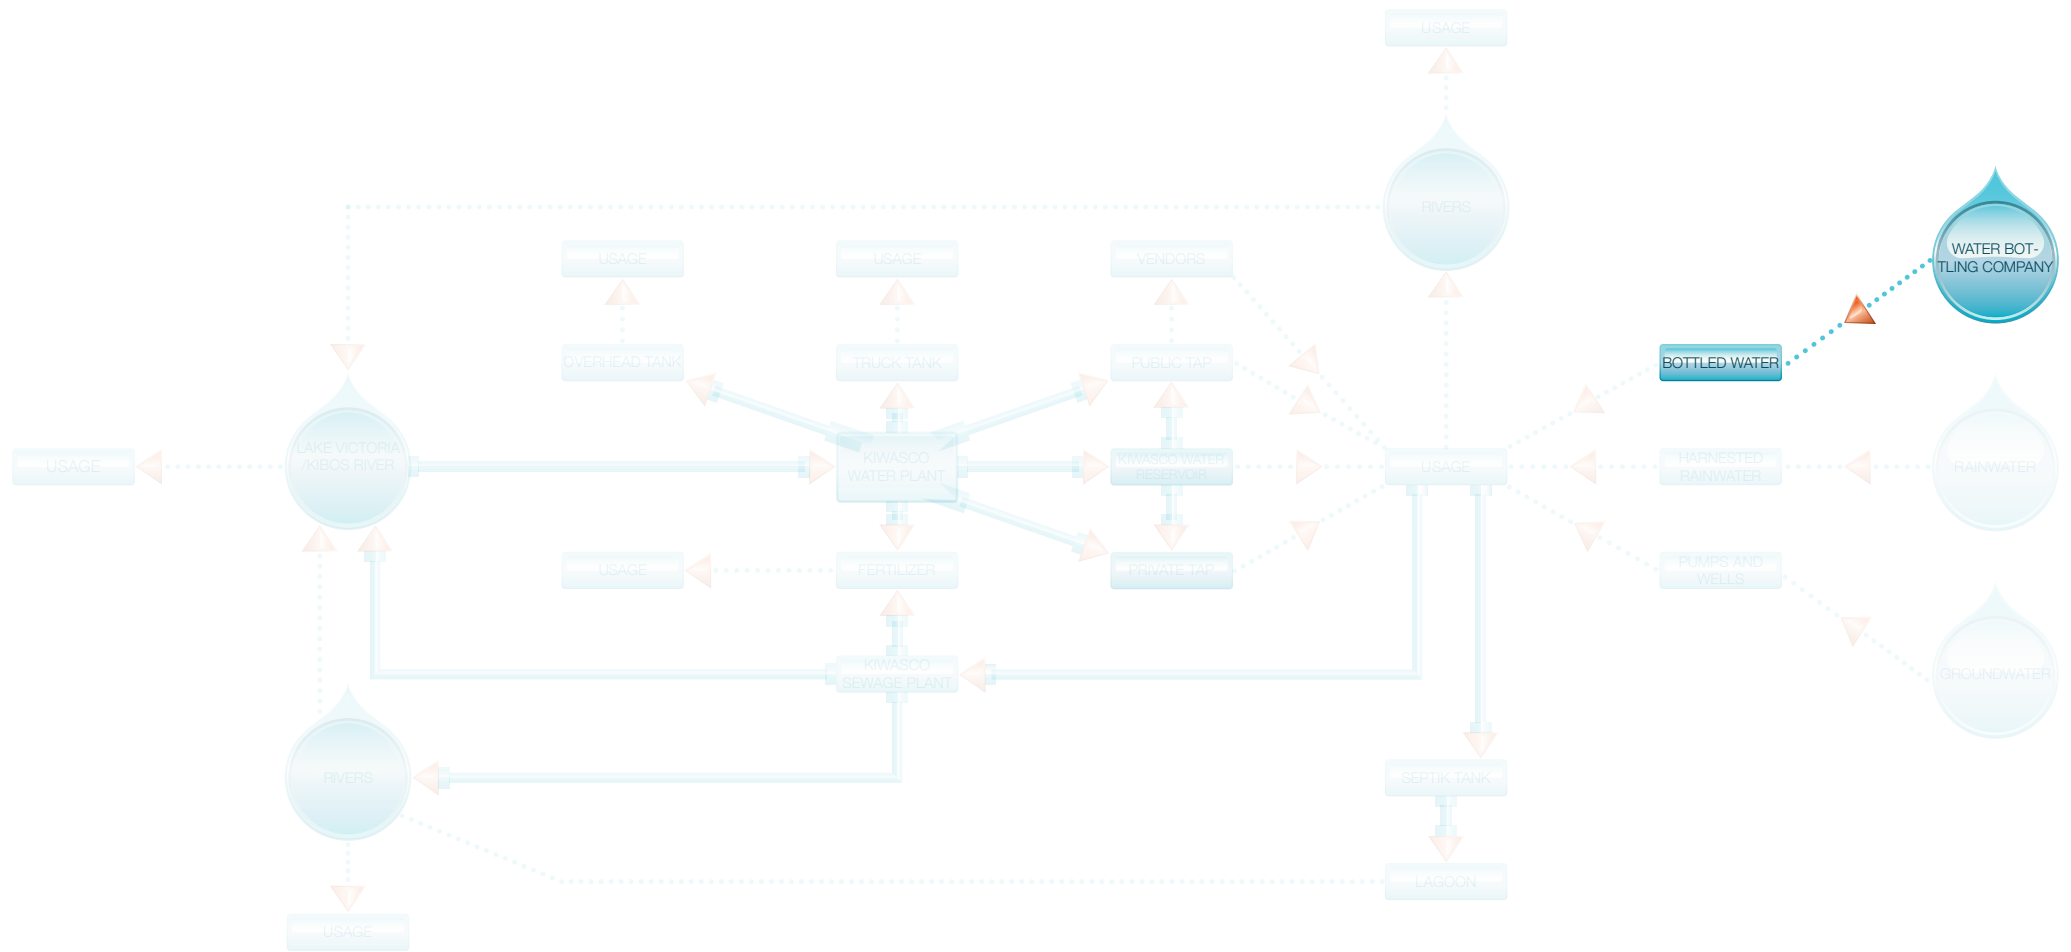 USAGE
RIVERS
WATER BOT-
TLING COMPANY
USAGE
USAGE
VENDORS
OVERHEAD TANK
TRUCK TANK
PUBLIC TAP
BOTTLED WATER
USAGE
LAKE VICTORIA
/KIBOS RIVER
KIWASCO
WATER PLANT
KIWASCO WATER
RESERVOIR
USAGE
HARNESTED
RAINWATER
RAINWATER
USAGE
FERTILIZER
PRIVATE TAP
PUMPS AND
WELLS
KIWASCO
SEWAGE PLANT
GROUNDWATER
RIVERS
SEPTIK TANK
LAGOON
USAGE